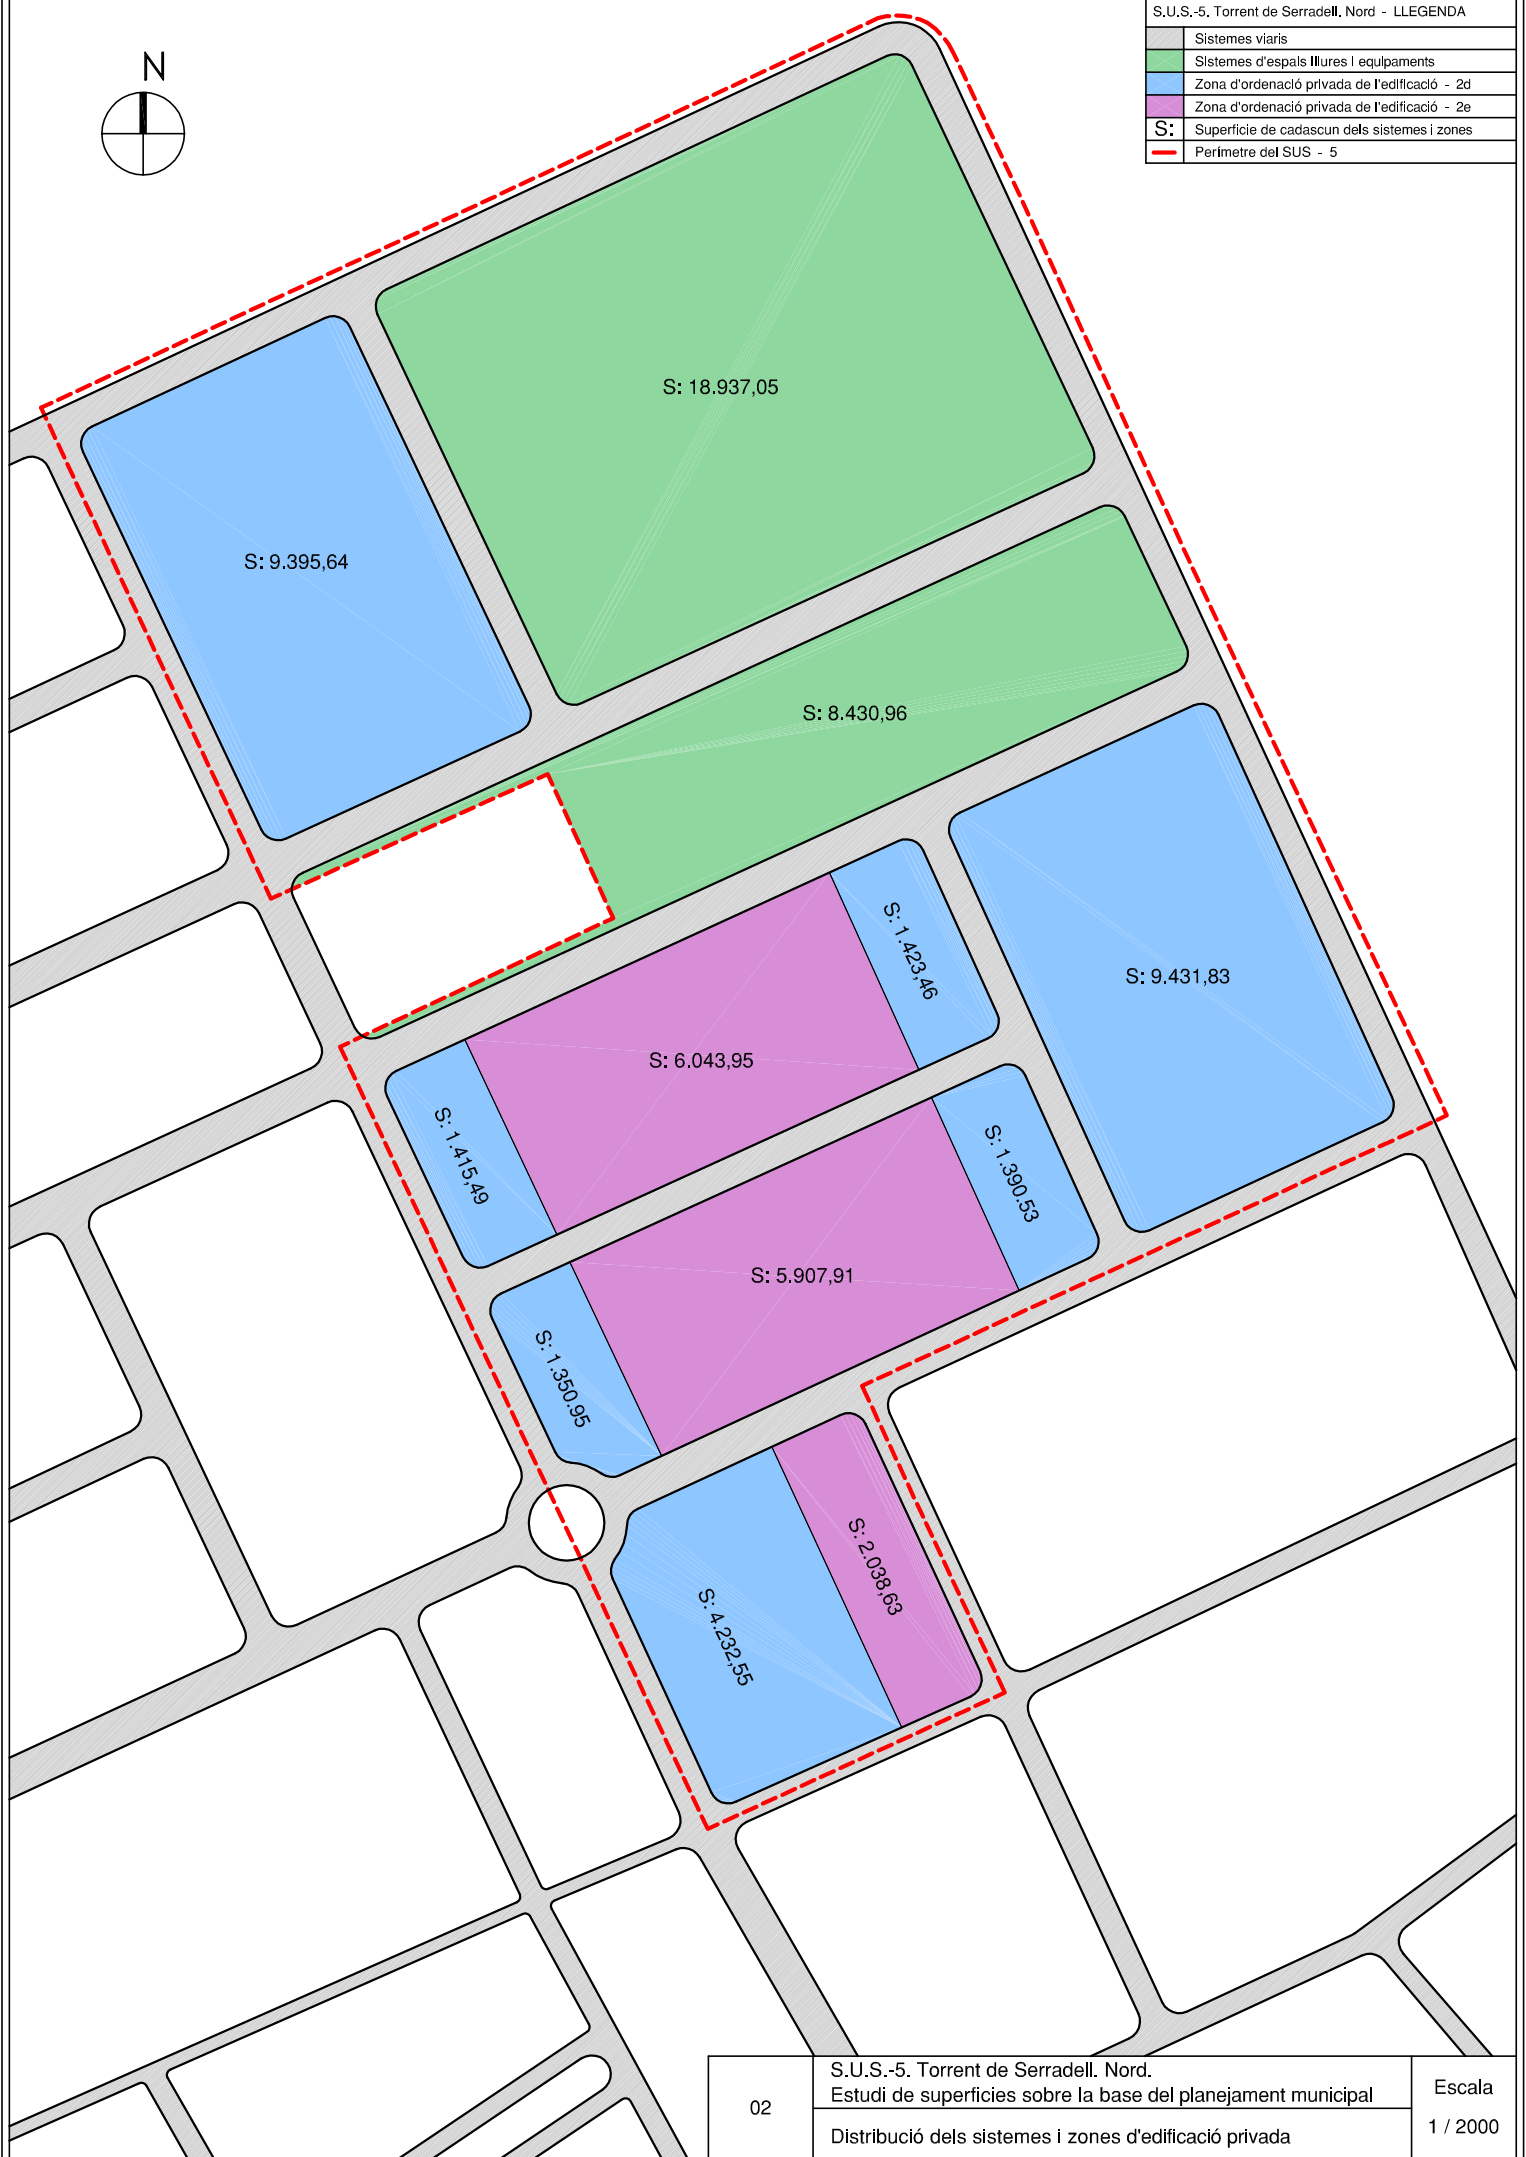 S.U.S.-5. Torrent de Serradell. Nord - LLEGENDA
Sistemes viaris
Sistemes d'espais lliures i equipaments
Zona d'ordenació privada de l'edificació - 2d
Zona d'ordenació privada de l'edificació - 2e
S: Superficie de cadascun dels sistemes i zones
Perímetre del SUS - 5
N
S: 18.937,05
S: 9.395,64
S: 8.430,96
S: 1.423,46
S: 9.431,83
S: 6.043,95
S: 1.415,49
S: 1.390.53
S: 5.907,91
S: 1.350.95
S: 2.038,63
S: 4.232,55
02
S.U.S.-5. Torrent de Serradell. Nord.
Estudi de superficies sobre la base del planejament municipal
Distribució dels sistemes i zones d'edificació privada
Escala
1 / 2000